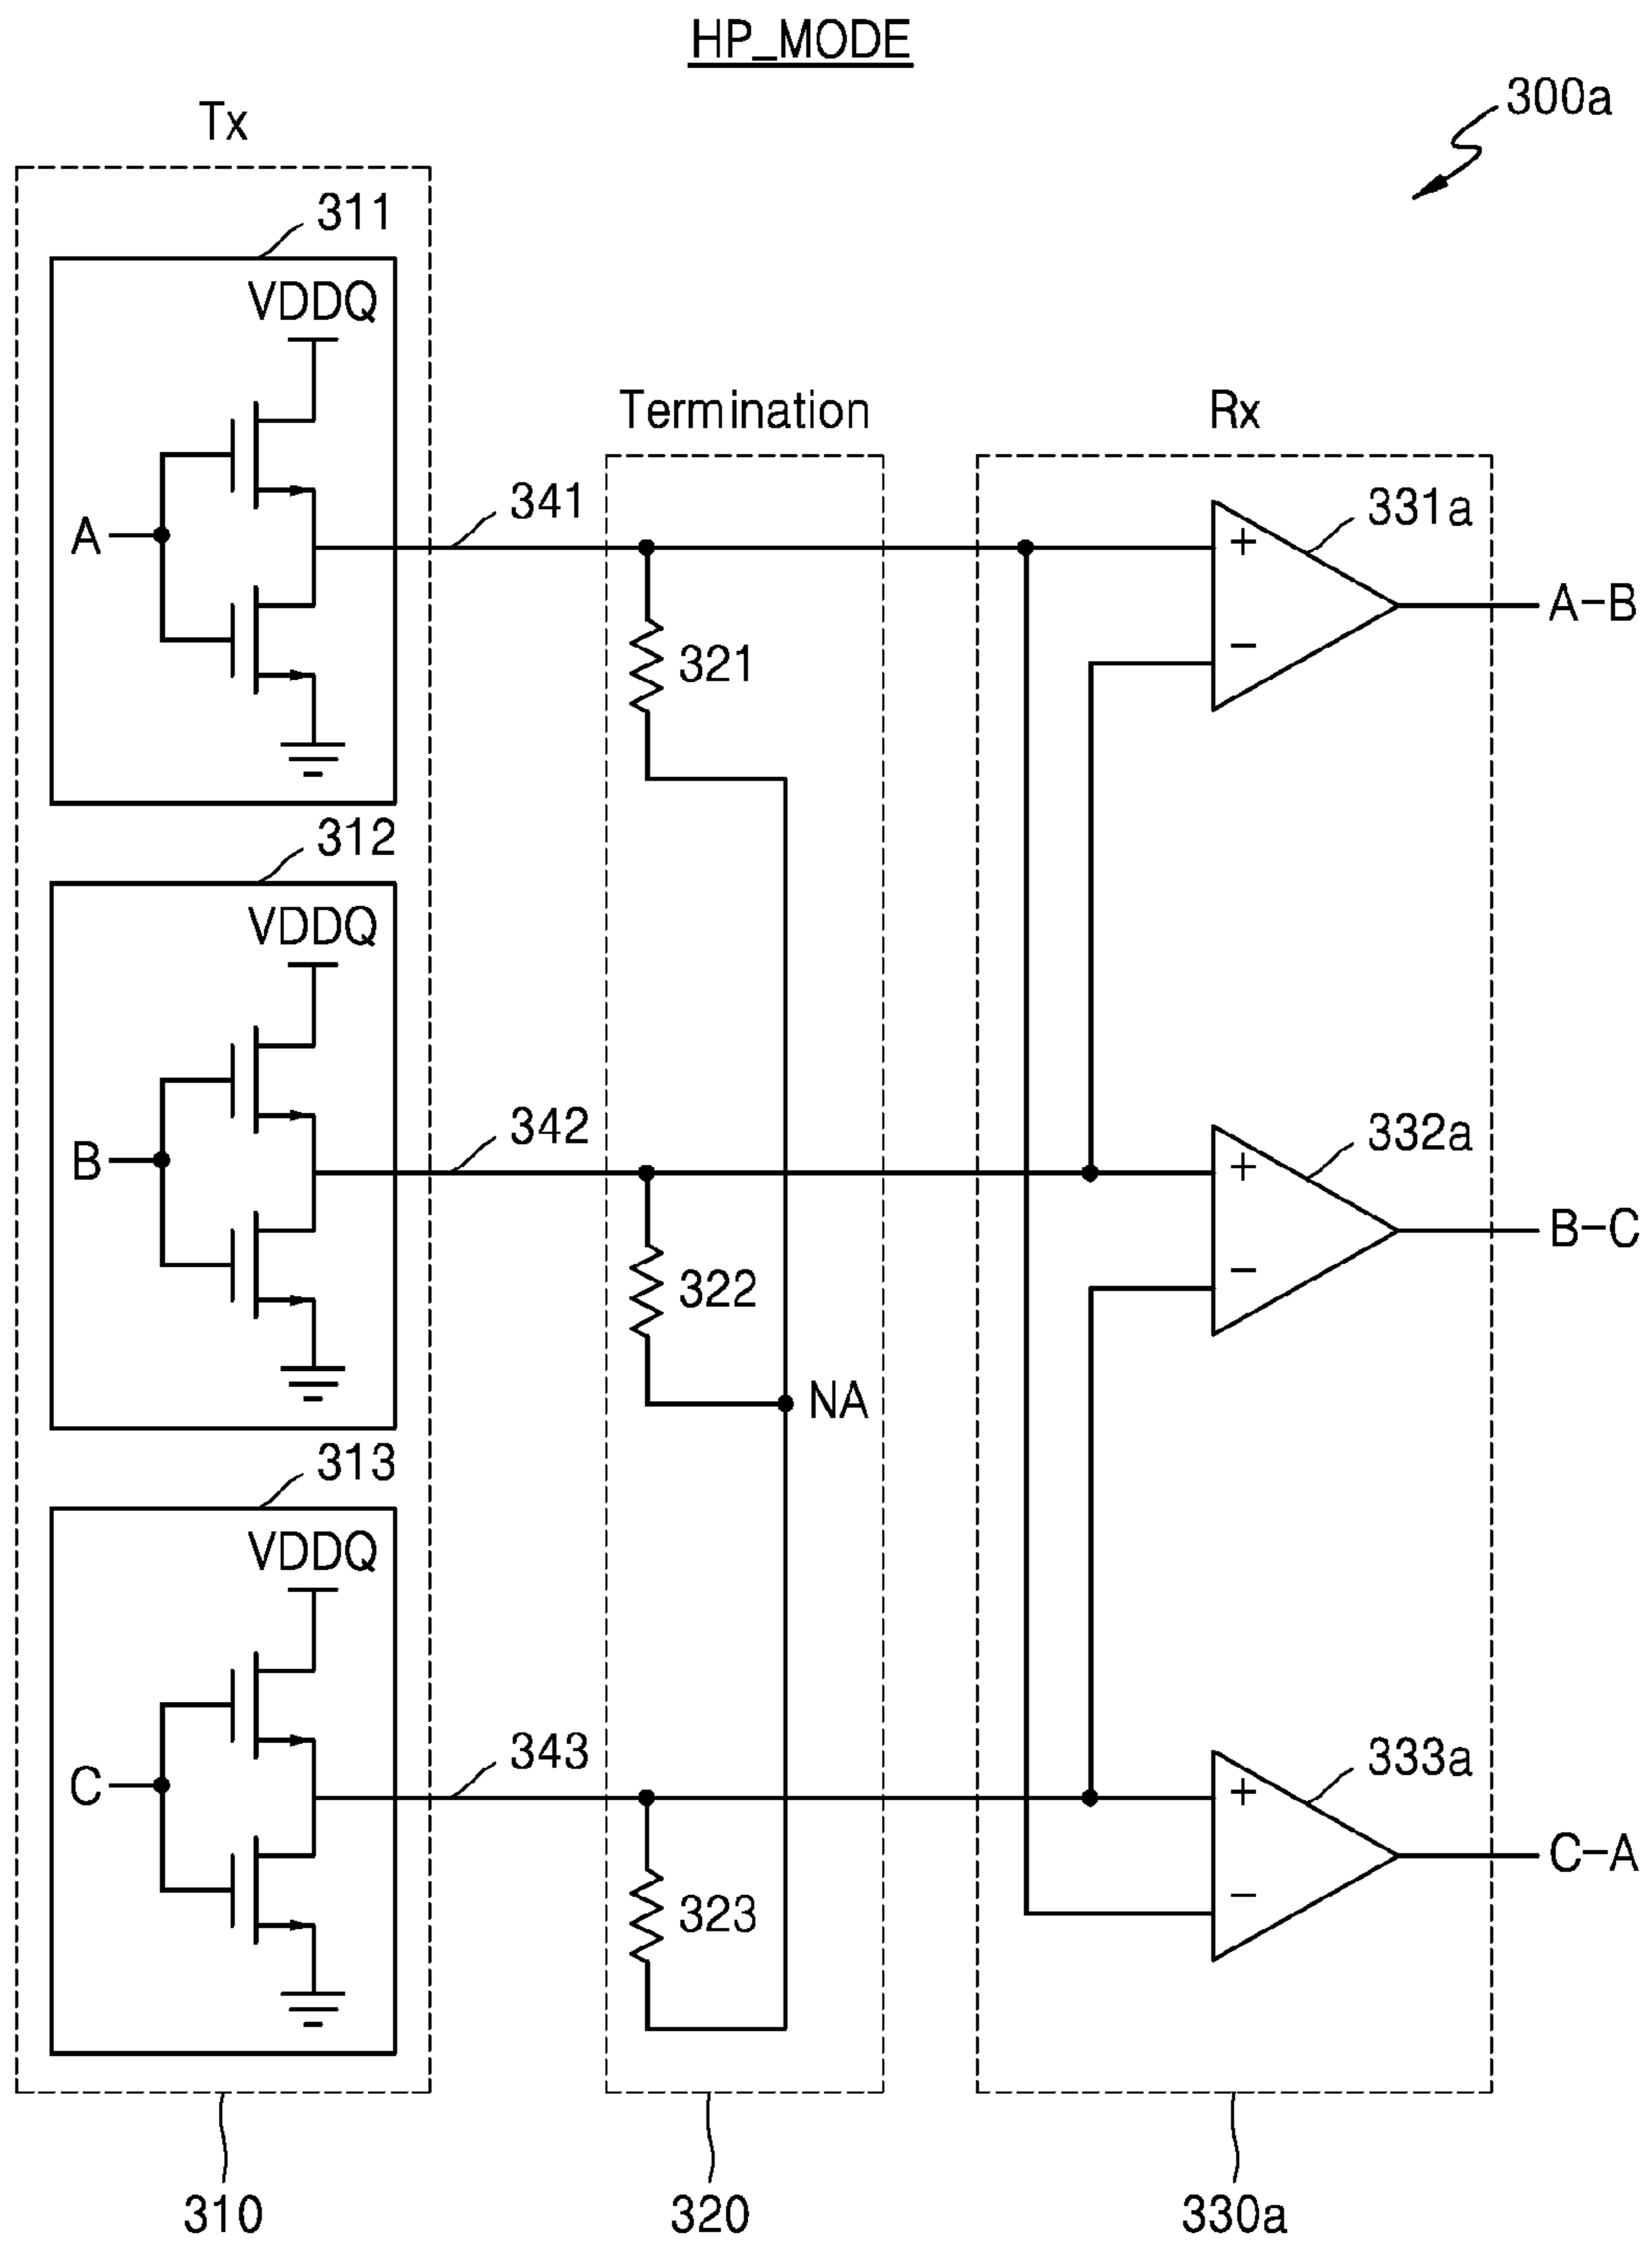 HP_MODE
300a
Tx
311
VDDQ
A
341
Termination
321
Rx
+
−
331a
A−B
312
VDDQ
B
342
322
NA
+
−
332a
B−C
313
VDDQ
C
343
323
+
−
333a
C−A
310
320
330a